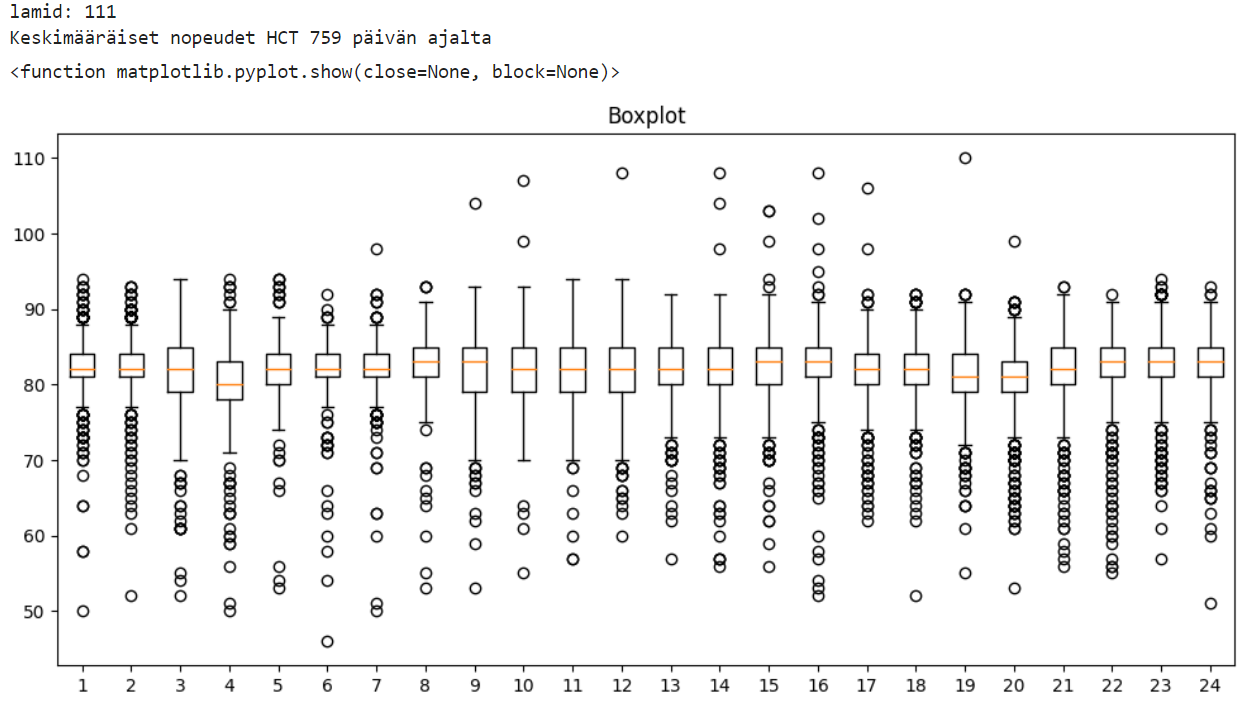 lamid: 111
Keskimääräiset nopeudet HCT 759 päivän ajalta
<function matplotlib.pyplot.show(close=None, block=None)>
Boxplot
110
100
90
80
70
60
50
1 2 3 4 5 6 7 8 9 10 11 12 13 14 15 16 17 18 19 20 21 22 23 24